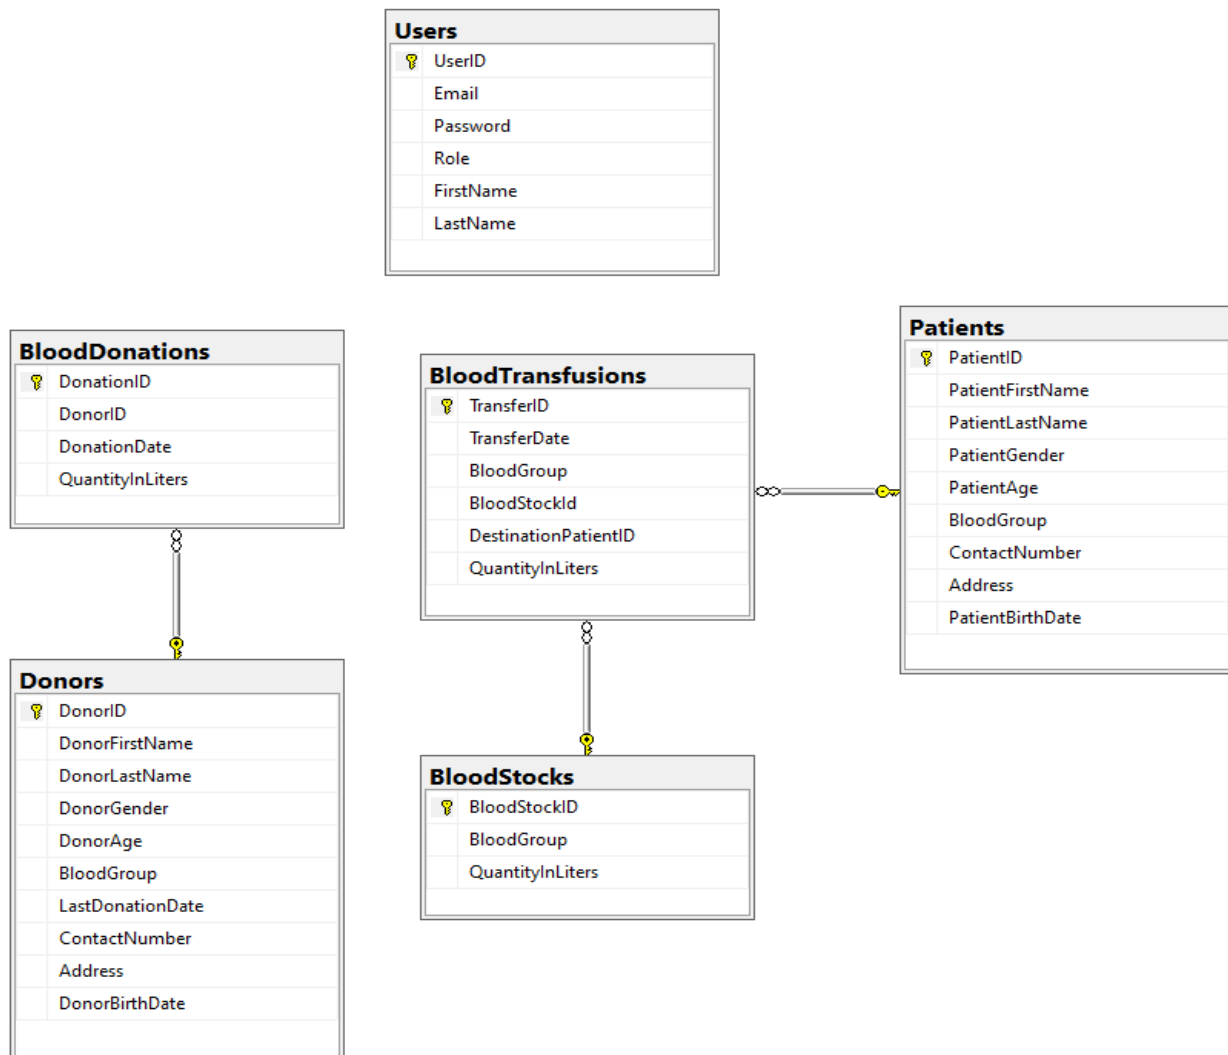 Users
UserID
Email
Password
Role
FirstName
LastName
BloodDonations
DonationID
DonorID
DonationDate
QuantityInLiters
BloodTransfusions
TransferID
TransferDate
BloodGroup
BloodStockId
DestinationPatientID
QuantityInLiters
Patients
PatientID
PatientFirstName
PatientLastName
PatientGender
PatientAge
BloodGroup
ContactNumber
Address
PatientBirthDate
Donors
DonorID
DonorFirstName
DonorLastName
DonorGender
DonorAge
BloodGroup
LastDonationDate
ContactNumber
Address
DonorBirthDate
BloodStocks
BloodStockID
BloodGroup
QuantityInLiters